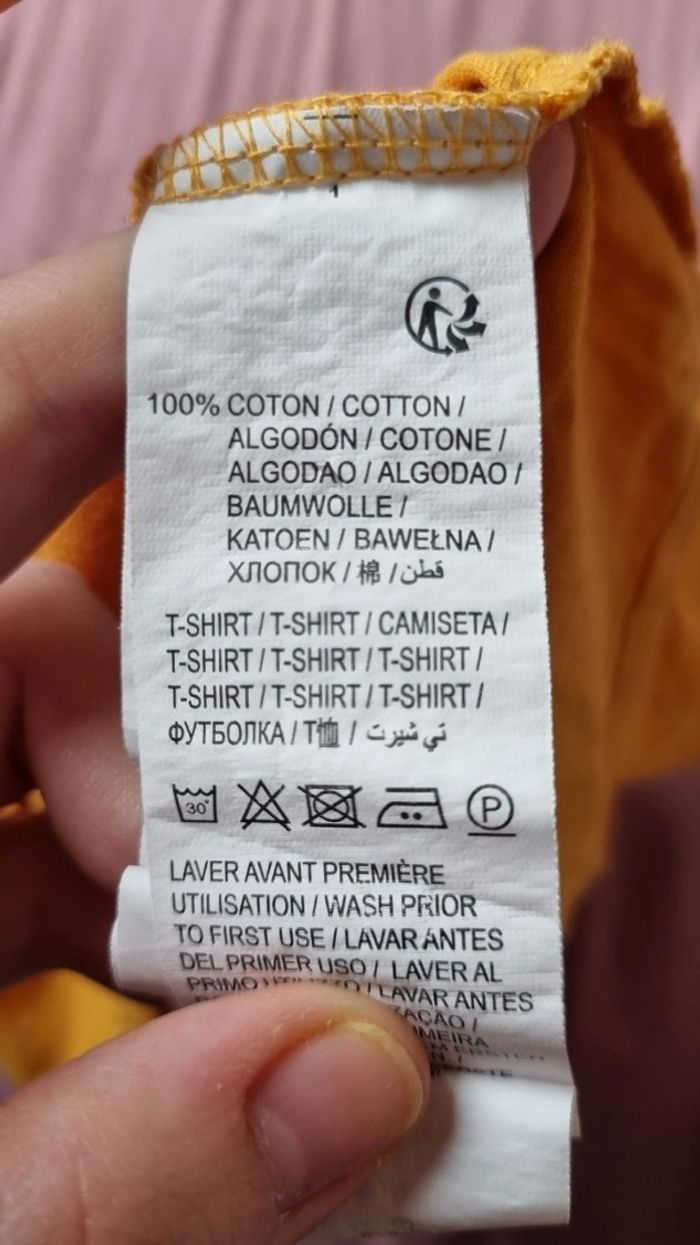 100% COTON / COTTON /
ALGODÓN / COTONE /
ALGODAO / ALGODAO /
BAUMWOLLE /
KATOEN / BAWEŁNA /
ХЛОПОК / 棉 / قطن
T-SHIRT / T-SHIRT / CAMISETA /
T-SHIRT / T-SHIRT / T-SHIRT /
T-SHIRT / T-SHIRT / T-SHIRT /
ФУТБОЛКА / T恤 / تي شيرت
30°
P
LAVER AVANT PREMIÈRE
UTILISATION / WASH PRIOR
TO FIRST USE / LAVAR ANTES
DEL PRIMER USO / LAVER AL
PRIMO / LAVAR ANTES